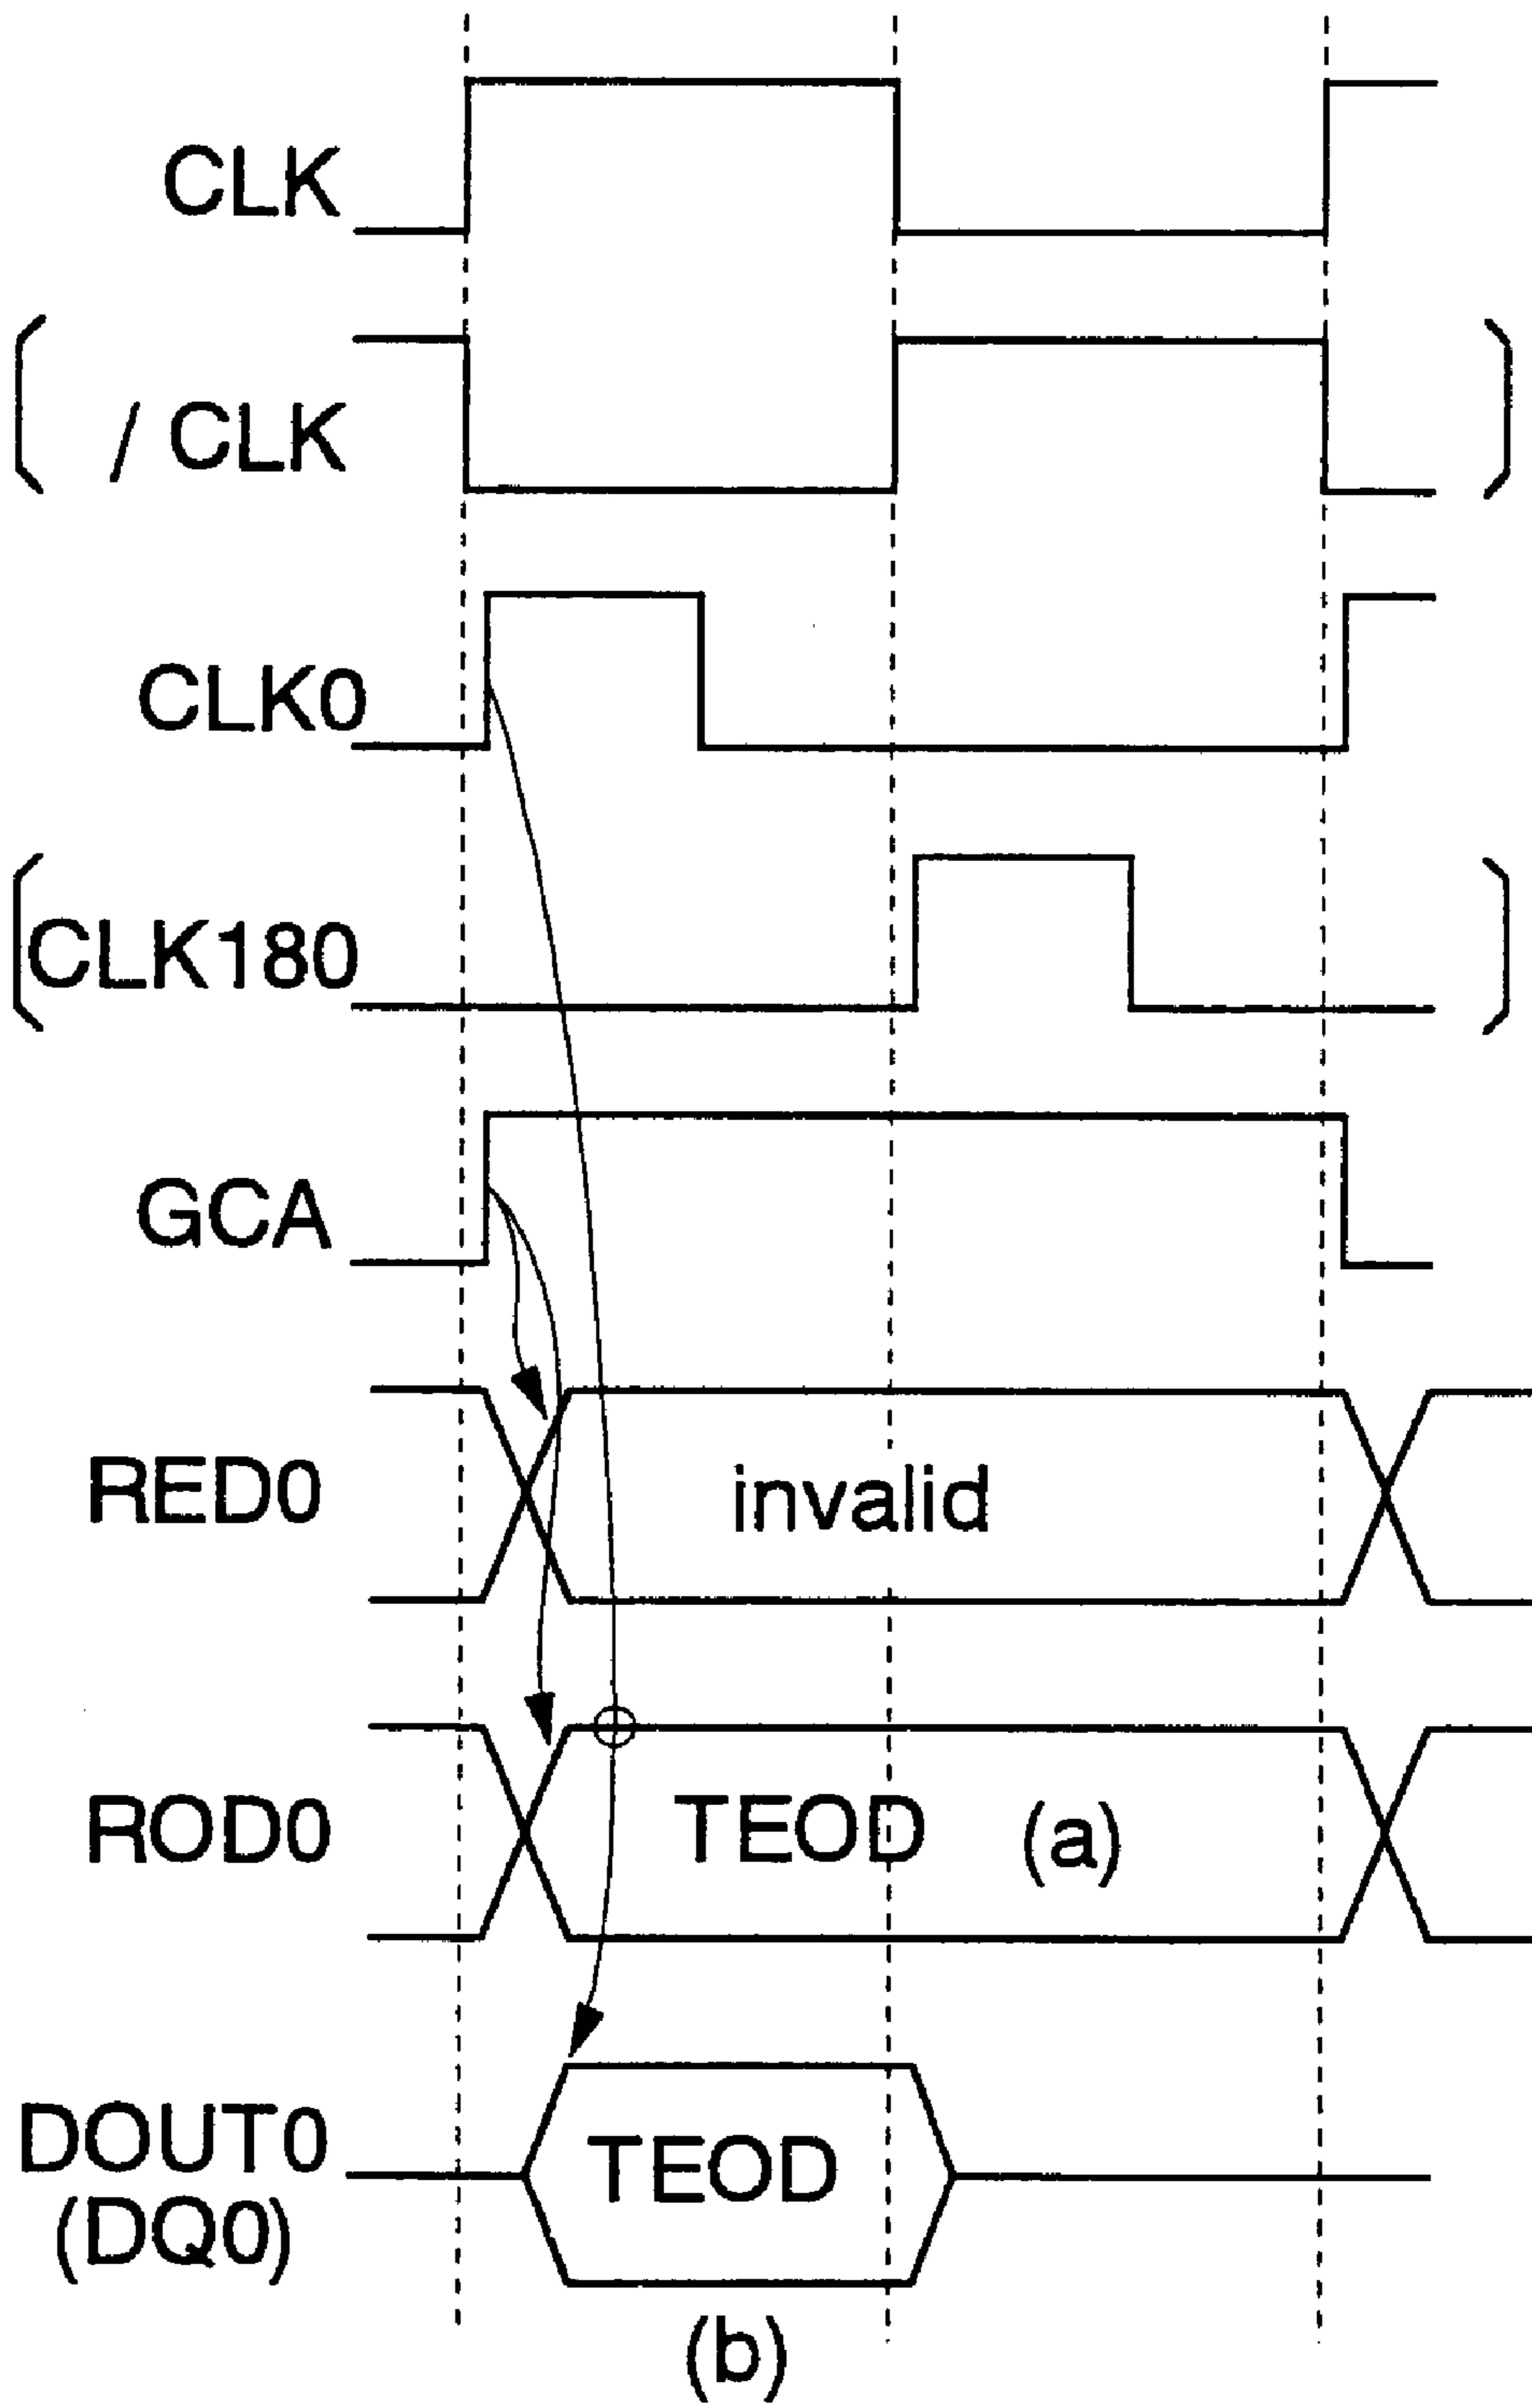 CLK
/ CLK
CLK0
CLK180
GCA
RED0
invalid
ROD0
TEOD (a)
DOUT0
(DQ0)
TEOD
(b)